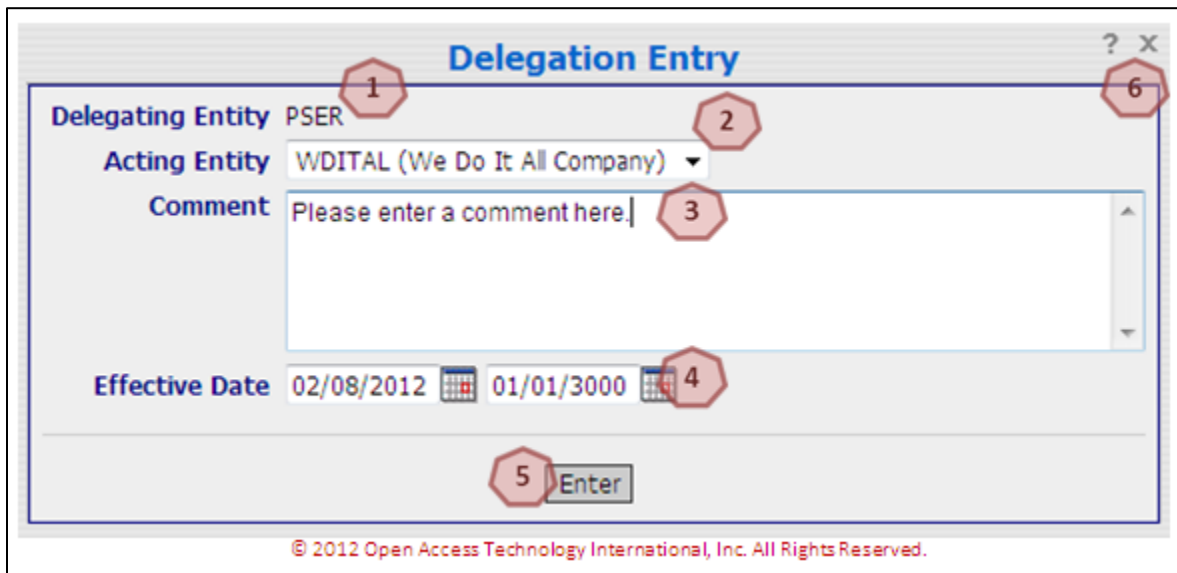 Delegation Entry
? X
1
6
Delegating Entity PSER
2
Acting Entity WDITAL (We Do It All Company)
Comment Please enter a comment here. 3
Effective Date 02/08/2012 01/01/3000 4
5 Enter
© 2012 Open Access Technology International, Inc. All Rights Reserved.